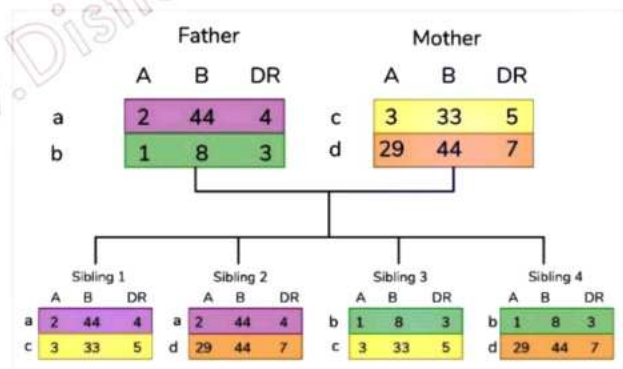 .Dish
Father Mother
A B DR A B DR
a 2 44 4 c 3 33 5
b 1 8 3 d 29 44 7
Sibling 1 Sibling 2 Sibling 3 Sibling 4
A B DR A B DR A B DR A B DR
a 2 44 4 a 2 44 4 b 1 8 3 b 1 8 3
c 3 33 5 d 29 44 7 c 3 33 5 d 29 44 7